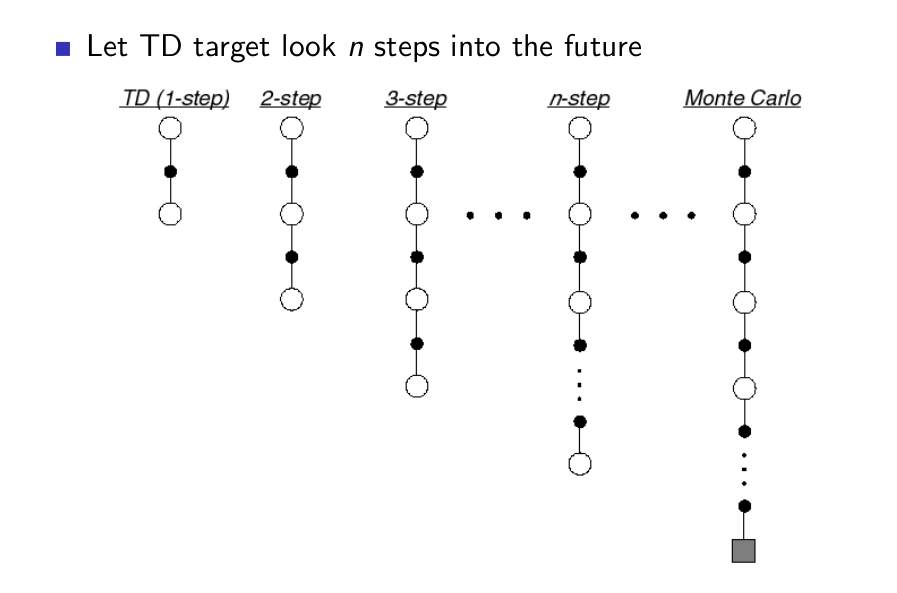 Let TD target look n steps into the future
TD (1-step) 2-step 3-step n-step Monte Carlo